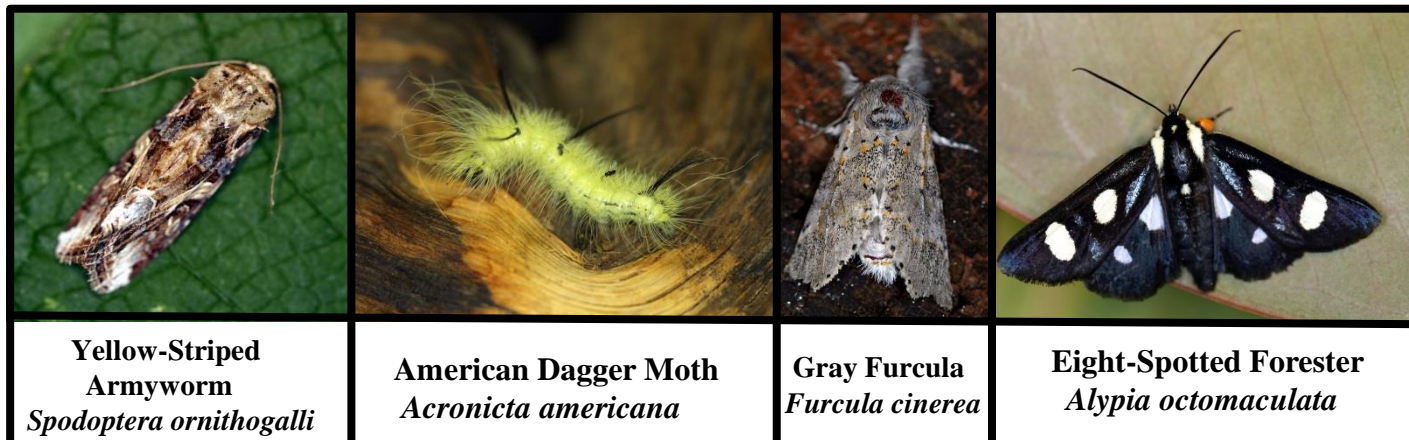 Yellow-Striped
Armyworm
Spodoptera ornithogalli
American Dagger Moth
Acronicta americana
Gray Furcula
Furcula cinerea
Eight-Spotted Forester
Alypia octomaculata